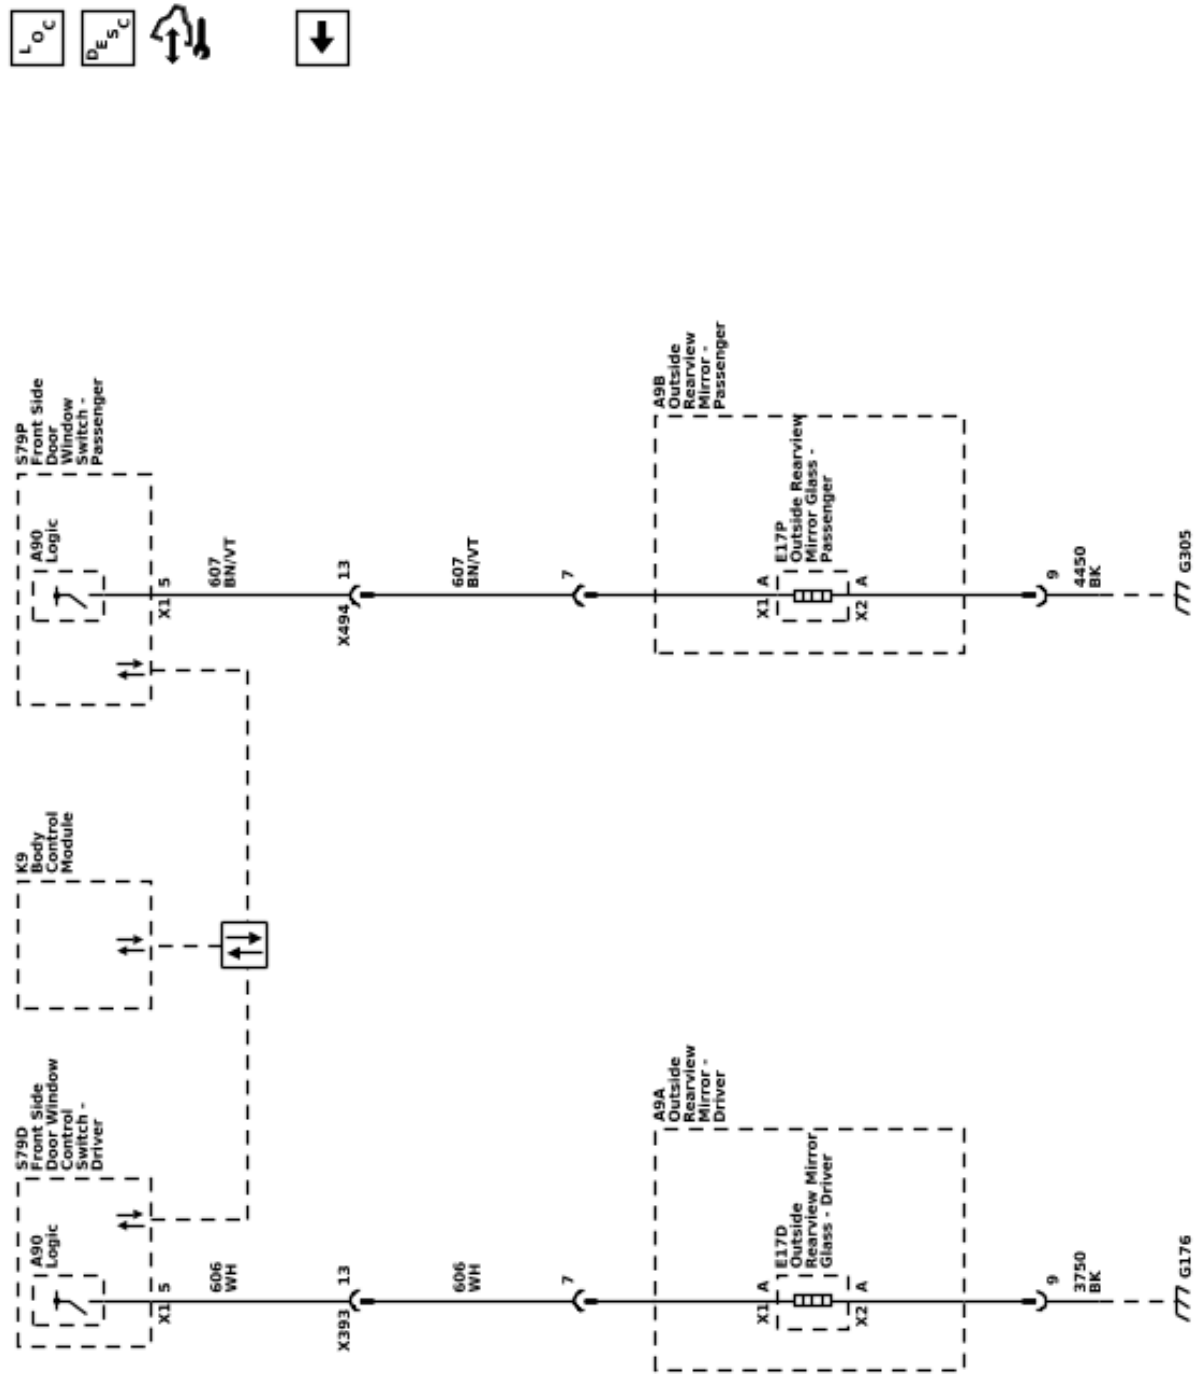 LOC
DESC
S79D
Front Side
Door Window
Control
Switch -
Driver
A90
Logic
X1 5
606
WH
X393 13
606
WH
7
A9A
Outside
Rearview
Mirror -
Driver
E17D
Outside
Rearview Mirror
Glass - Driver
X1 A
X2 A
9
3750
BK
G176
K9
Body
Control
Module
S79P
Front Side
Door
Window
Switch -
Passenger
A90
Logic
X1 5
607
BN/VT
X494 13
607
BN/VT
7
A9B
Outside
Rearview
Mirror -
Passenger
E17P
Outside Rearview
Mirror Glass -
Passenger
X1 A
X2 A
9
4450
BK
G305